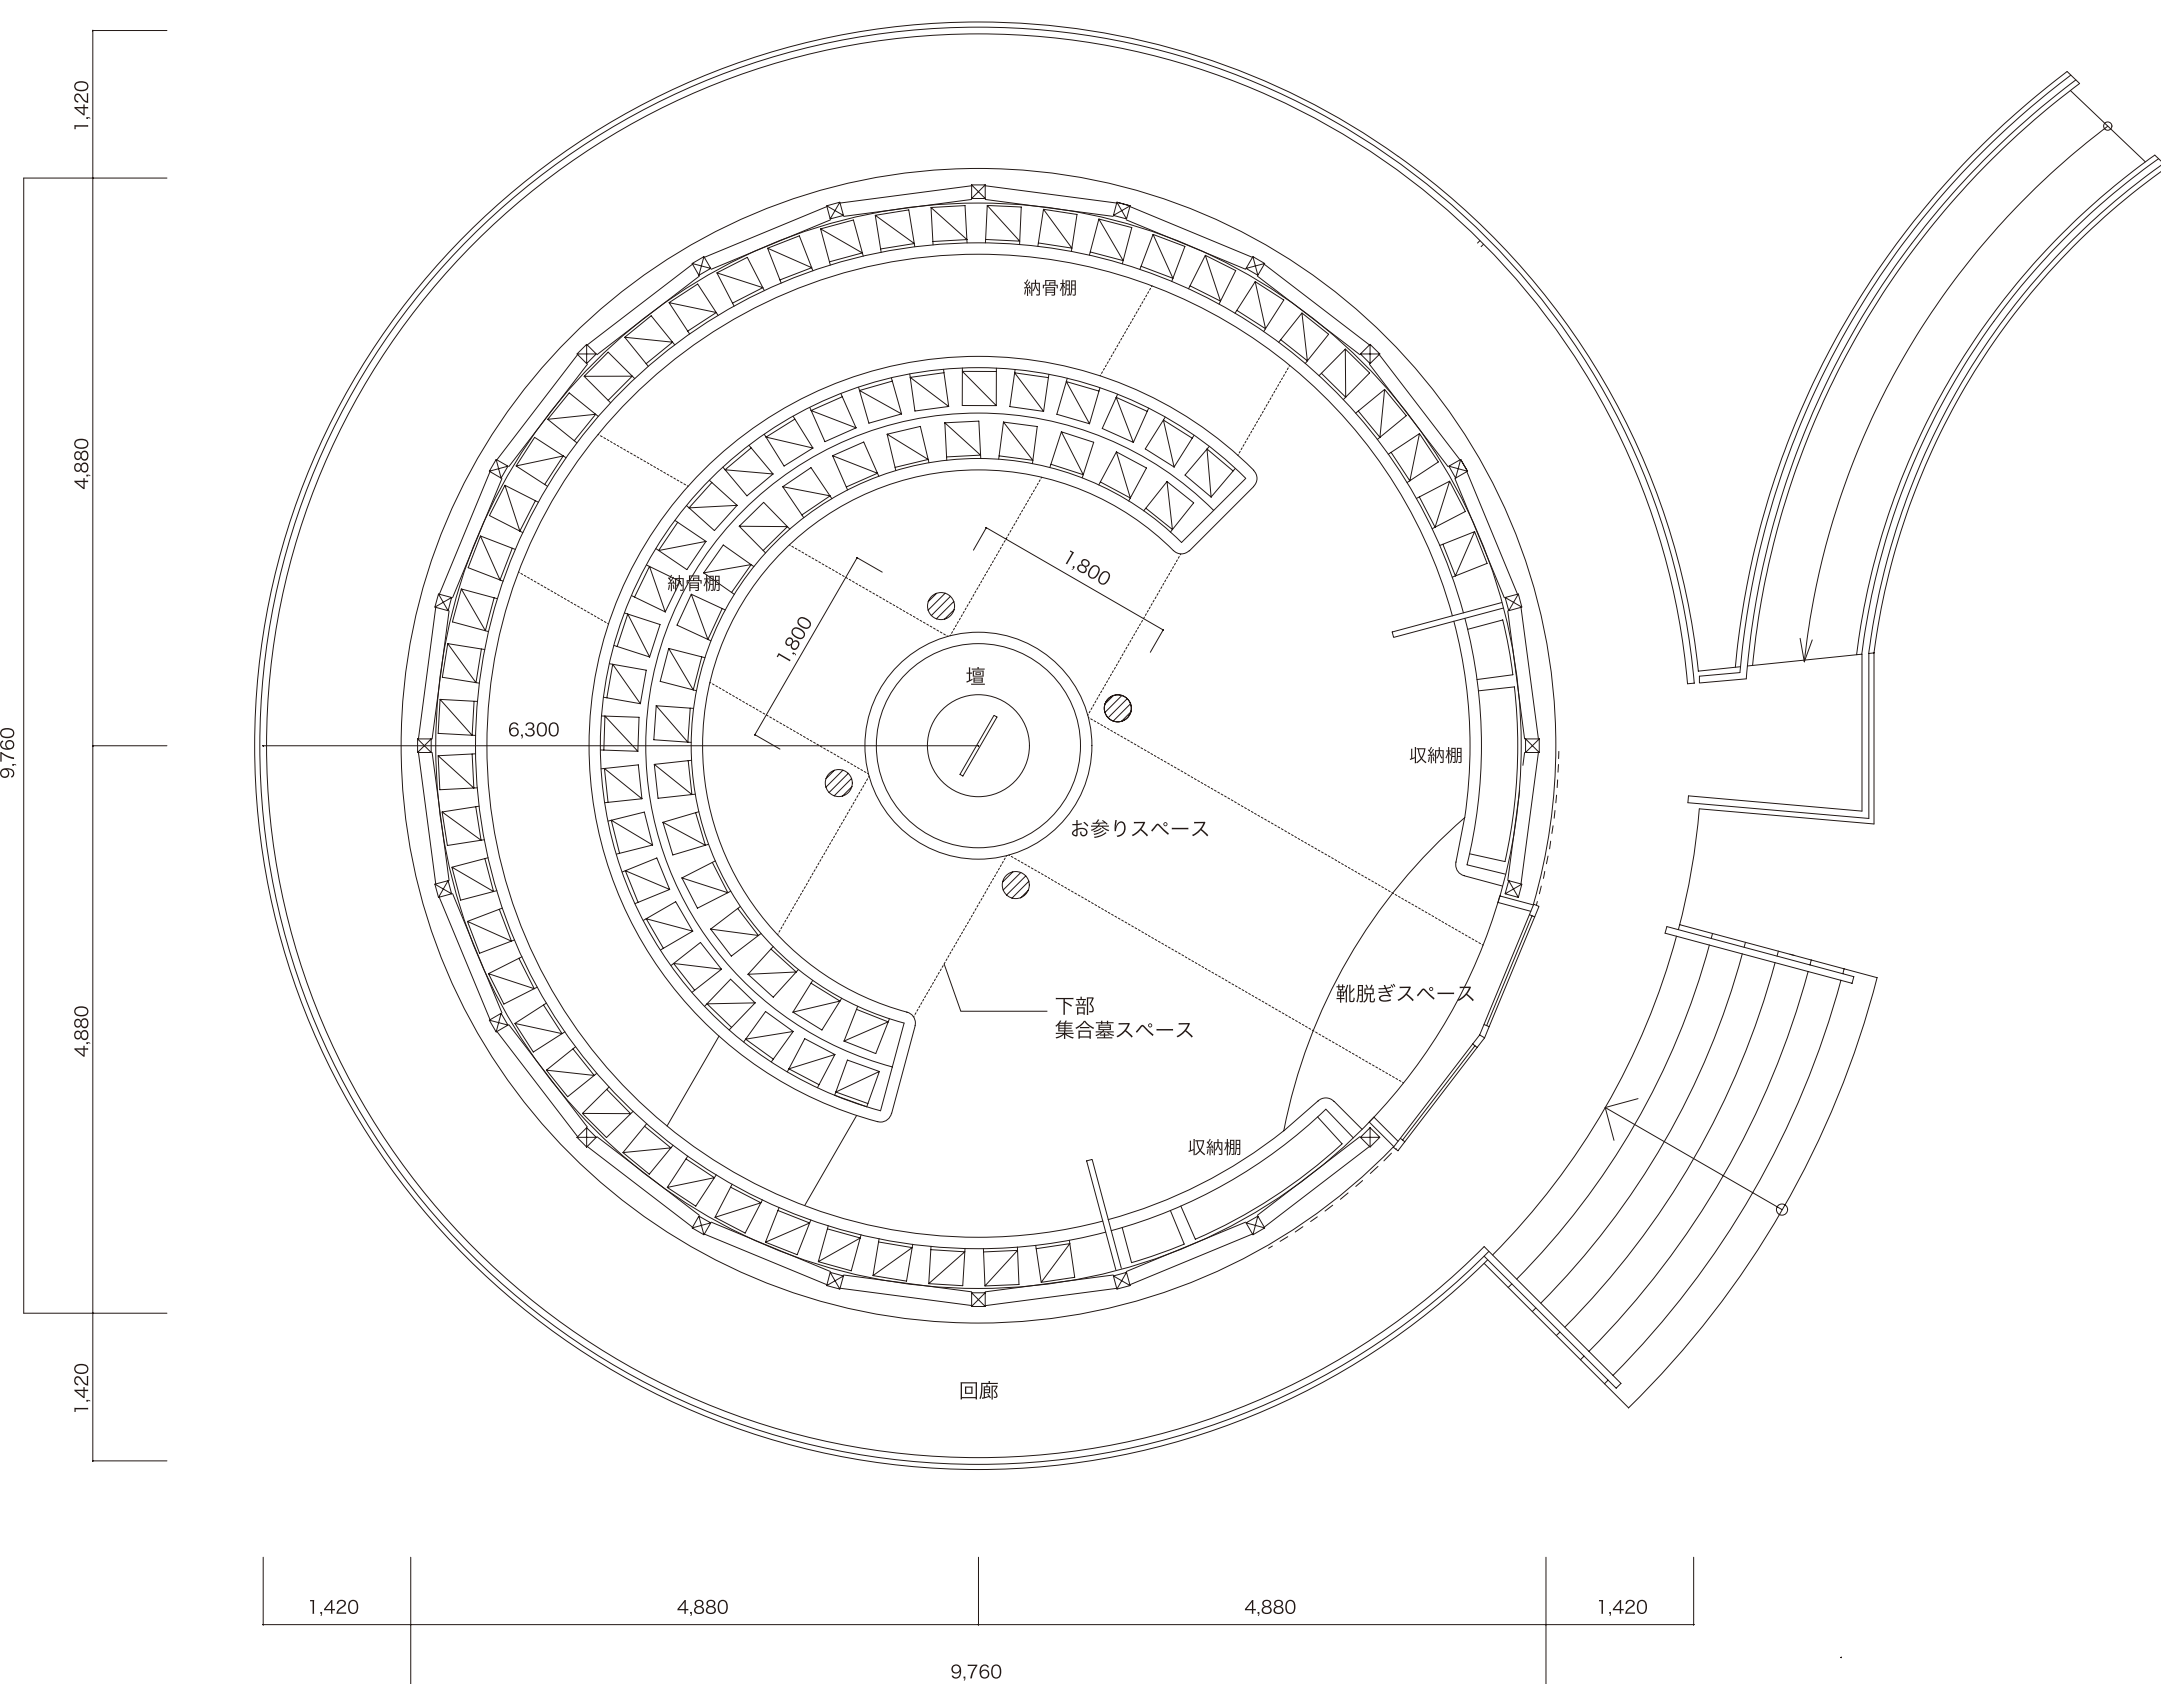 1,420
納骨棚
4,880
1,800
納骨棚
1,800
壇
6,300
9,760
収納棚
お参りスペース
靴脱ぎスペース
下部
集合墓スペース
4,880
収納棚
1,420
回廊
1,420
4,880
4,880
1,420
9,760